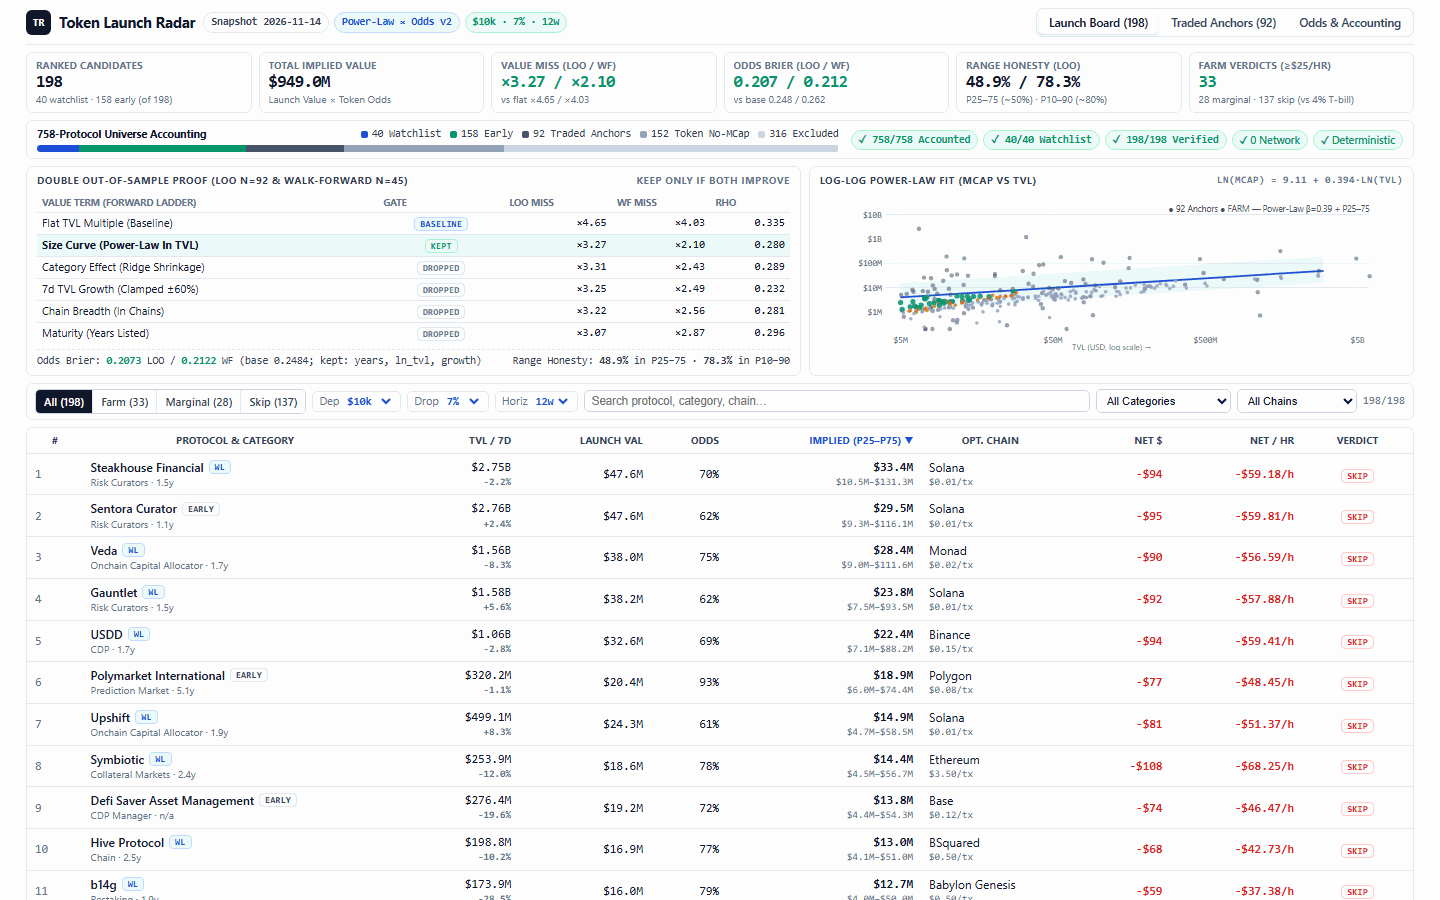 TR Token Launch Radar Snapshot 2026-11-14 Power-Law × Odds v2 $10k · 7% · 12w Launch Board (198) Traded Anchors (92) Odds & Accounting
RANKED CANDIDATES
198
40 watchlist · 158 early (of 198)
TOTAL IMPLIED VALUE
$949.0M
Launch Value × Token Odds
VALUE MISS (LOO / WF)
×3.27 / ×2.10
vs flat ×4.65 / ×4.03
ODDS BRIER (LOO / WF)
0.207 / 0.212
vs base 0.248 / 0.262
RANGE HONESTY (LOO)
48.9% / 78.3%
P25–75 (~50%) · P10–90 (~80%)
FARM VERDICTS (≥$25/HR)
33
28 marginal · 137 skip (vs 4% T-bill)
758-Protocol Universe Accounting 40 Watchlist 158 Early 92 Traded Anchors 152 Token No-MCap 316 Excluded
✓ 758/758 Accounted ✓ 40/40 Watchlist ✓ 198/198 Verified ✓ 0 Network ✓ Deterministic
DOUBLE OUT-OF-SAMPLE PROOF (LOO N=92 & WALK-FORWARD N=45) KEEP ONLY IF BOTH IMPROVE
VALUE TERM (FORWARD LADDER) GATE LOO MISS WF MISS RHO
Flat TVL Multiple (Baseline) BASELINE ×4.65 ×4.03 0.335
Size Curve (Power-Law ln TVL) KEPT ×3.27 ×2.10 0.280
Category Effect (Ridge Shrinkage) DROPPED ×3.31 ×2.43 0.289
7d TVL Growth (Clamped ±60%) DROPPED ×3.25 ×2.49 0.232
Chain Breadth (ln Chains) DROPPED ×3.22 ×2.56 0.281
Maturity (Years Listed) DROPPED ×3.07 ×2.87 0.296
Odds Brier: 0.2073 LOO / 0.2122 WF (base 0.2484; kept: years, ln_tvl, growth) Range Honesty: 48.9% in P25–75 · 78.3% in P10–90
LOG-LOG POWER-LAW FIT (MCAP VS TVL) LN(MCAP) = 9.11 + 0.394·LN(TVL)
● 92 Anchors ● FARM — Power-Law β=0.39 + P25–75
$10B
$1B
$100M
$10M
$1M
$5M $50M $500M $5B
TVL (USD, log scale) →
All (198) Farm (33) Marginal (28) Skip (137) Dep $10k Drop 7% Horiz 12w Search protocol, category, chain... All Categories All Chains 198/198
# PROTOCOL & CATEGORY TVL / 7D LAUNCH VAL ODDS IMPLIED (P25–P75) ▼ OPT. CHAIN NET $ NET / HR VERDICT
1 Steakhouse Financial WL $2.75B $47.6M 70% $33.4M Solana -$94 -$59.18/h SKIP
Risk Curators · 1.5y -2.2% $10.5M–$131.3M $0.01/tx
2 Sentora Curator EARLY $2.76B $47.6M 62% $29.5M Solana -$95 -$59.81/h SKIP
Risk Curators · 1.1y +2.4% $9.3M–$116.1M $0.01/tx
3 Veda WL $1.56B $38.0M 75% $28.4M Monad -$90 -$56.59/h SKIP
Onchain Capital Allocator · 1.7y -8.3% $9.0M–$111.6M $0.02/tx
4 Gauntlet WL $1.58B $38.2M 62% $23.8M Solana -$92 -$57.88/h SKIP
Risk Curators · 1.5y +5.6% $7.5M–$93.5M $0.01/tx
5 USDD WL $1.06B $32.6M 69% $22.4M Binance -$94 -$59.41/h SKIP
CDP · 1.7y -2.8% $7.1M–$88.2M $0.15/tx
6 Polymarket International EARLY $320.2M $20.4M 93% $18.9M Polygon -$77 -$48.45/h SKIP
Prediction Market · 5.1y -1.1% $6.0M–$74.4M $0.08/tx
7 Upshift WL $499.1M $24.3M 61% $14.9M Solana -$81 -$51.37/h SKIP
Onchain Capital Allocator · 1.9y +8.3% $4.7M–$58.5M $0.01/tx
8 Symbiotic WL $253.9M $18.6M 78% $14.4M Ethereum -$108 -$68.25/h SKIP
Collateral Markets · 2.4y -12.0% $4.5M–$56.7M $3.50/tx
9 Defi Saver Asset Management EARLY $276.4M $19.2M 72% $13.8M Base -$74 -$46.47/h SKIP
CDP Manager · n/a -19.6% $4.4M–$54.3M $0.12/tx
10 Hive Protocol WL $198.8M $16.9M 77% $13.0M BSquared -$68 -$42.73/h SKIP
Chain · 2.5y -10.2% $4.1M–$51.0M $0.50/tx
11 b14g WL $173.9M $16.0M 79% $12.7M Babylon Genesis -$59 -$37.38/h SKIP
Restaking · 1.9y -28.5% $4.0M–$50.0M $0.50/tx